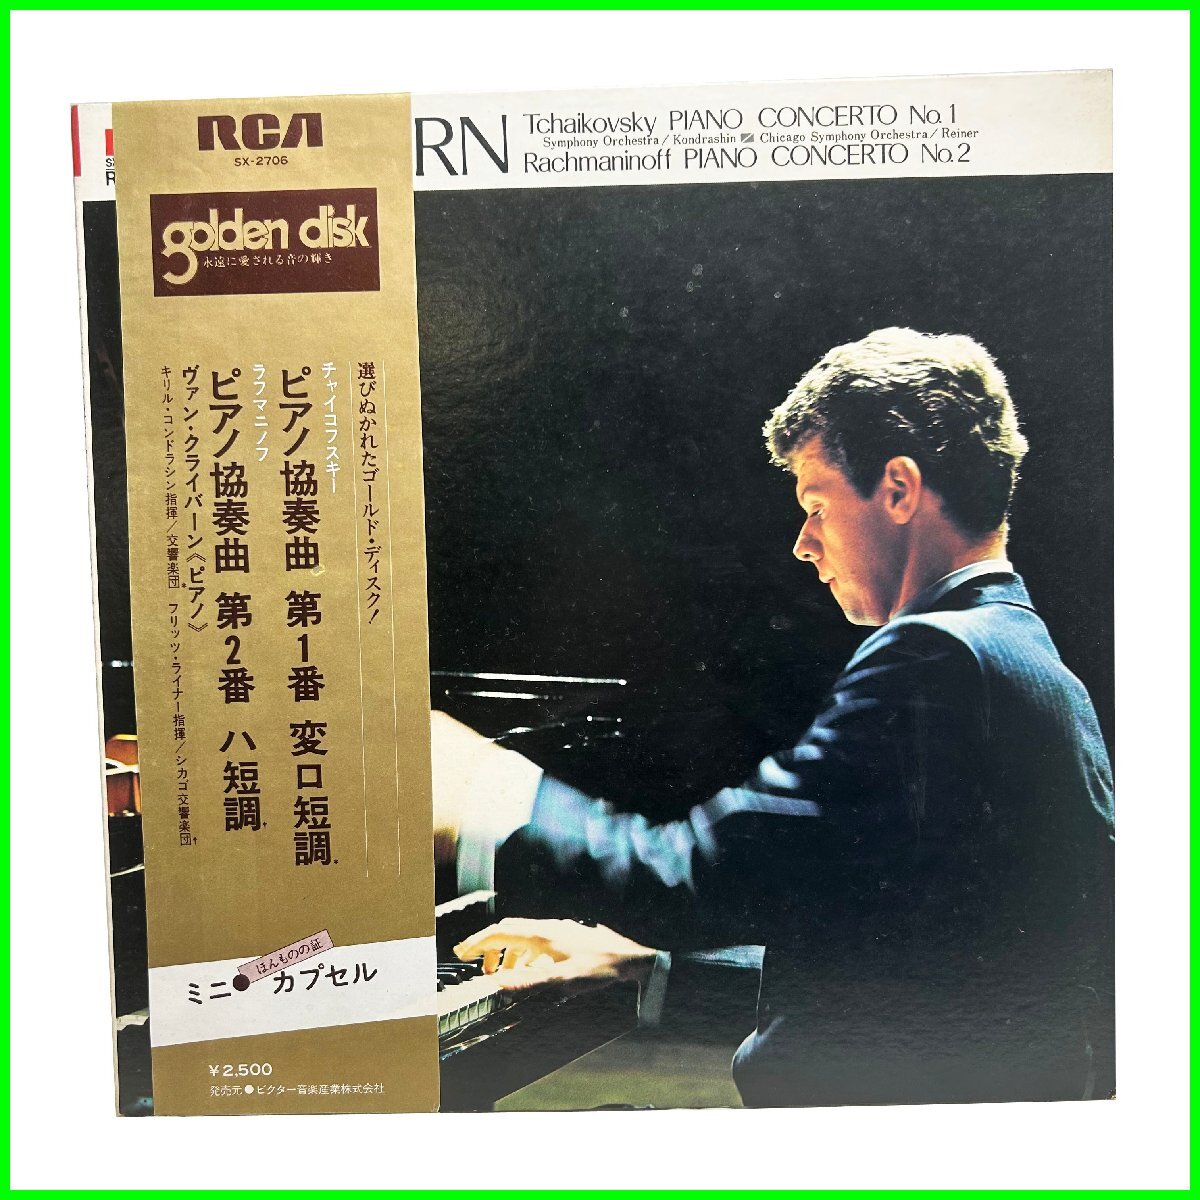 RCA
SX-2706
golden disk
永遠に愛される音の輝き
選びぬかれたゴールド・ディスク!
チャイコフスキー
ピアノ協奏曲 第1番 変ロ短調*
ラフマニノフ
ピアノ協奏曲 第2番 ハ短調†
ヴァン・クライバーン《ピアノ》
キリル・コンドラシン指揮/交響楽団* フリッツ・ライナー指揮/シカゴ交響楽団†
ほんものの証
ミニ カプセル
¥2,500
発売元●ビクター音楽産業株式会社
RN
Tchaikovsky PIANO CONCERTO No.1
Symphony Orchestra / Kondrashin Chicago Symphony Orchestra / Reiner
Rachmaninoff PIANO CONCERTO No.2